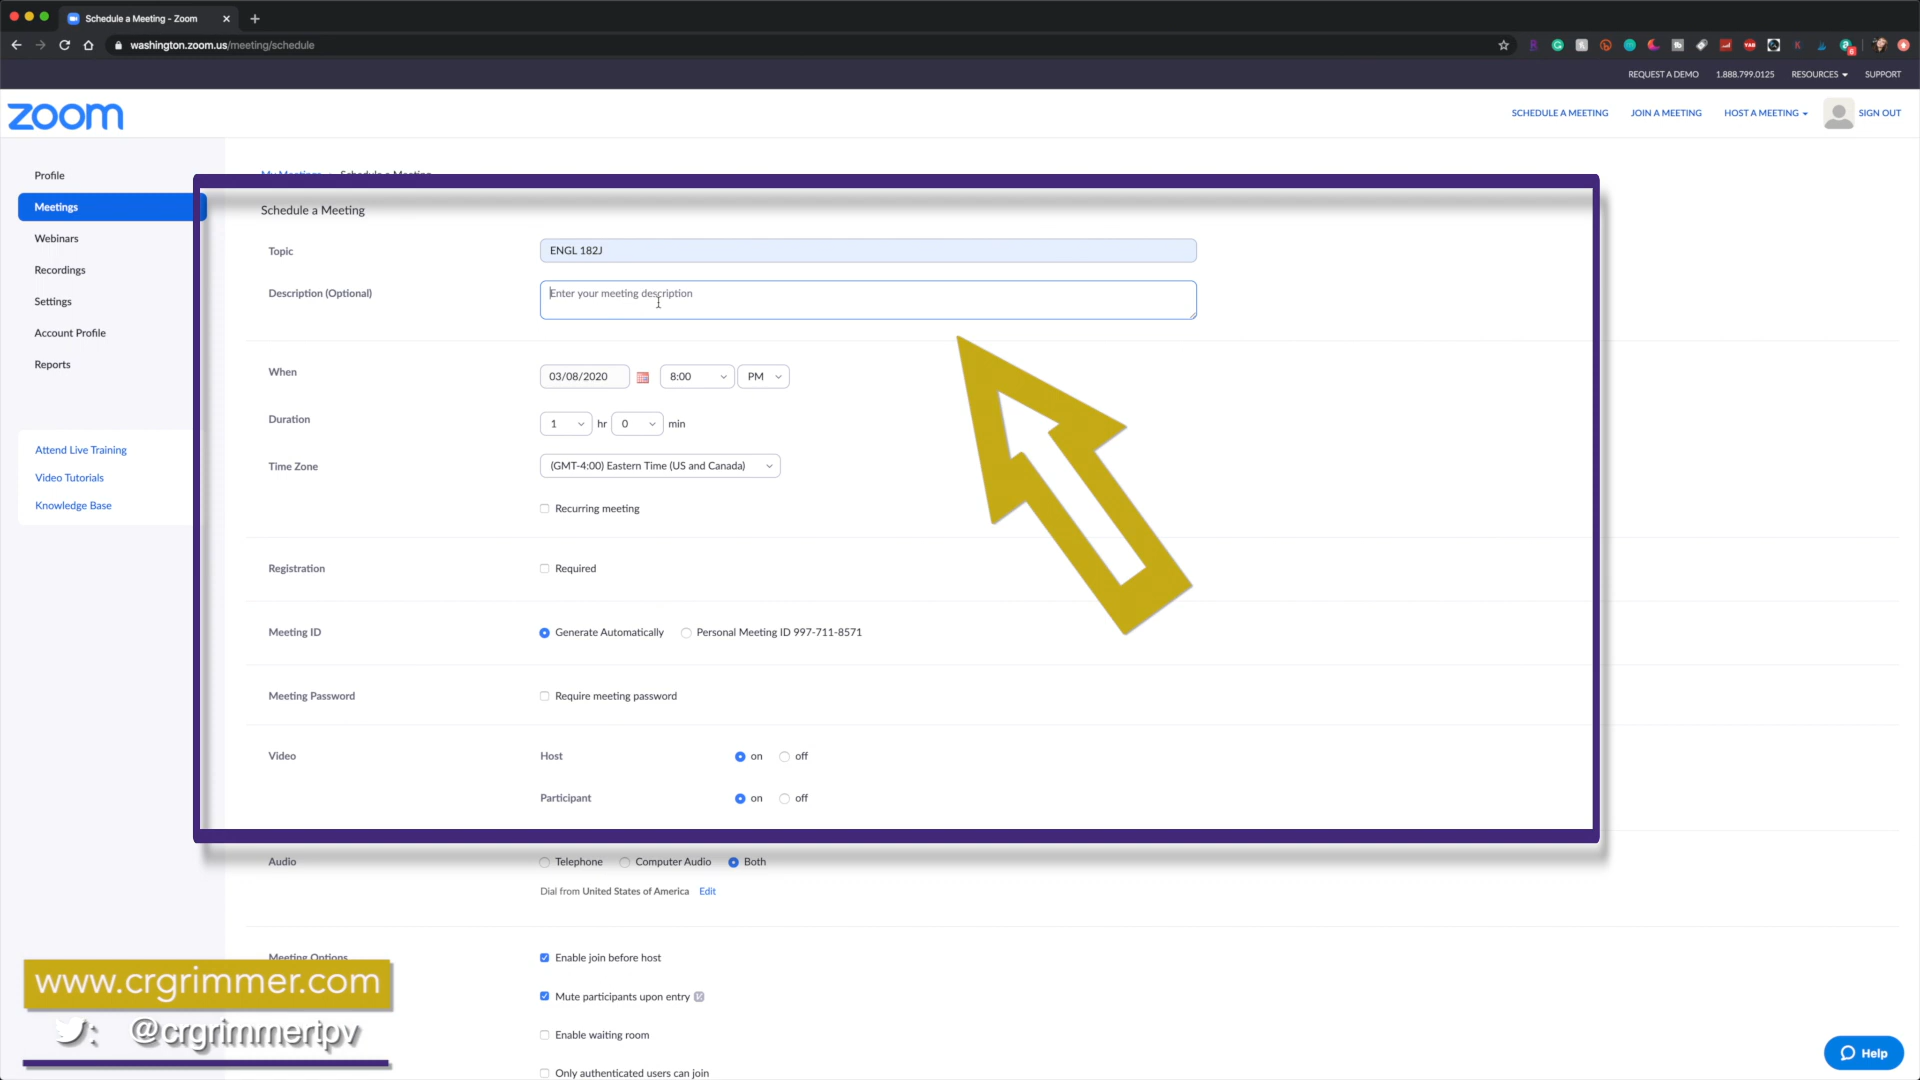 Schedule a Meeting - Zoom
washington.zoom.us/meeting/schedule
REQUEST A DEMO 1.888.799.0125 RESOURCES SUPPORT
zoom
SCHEDULE A MEETING JOIN A MEETING HOST A MEETING SIGN OUT
Profile
Meetings
Webinars
Recordings
Settings
Account Profile
Reports
Attend Live Training
Video Tutorials
Knowledge Base
My Meetings Schedule a Meeting
Schedule a Meeting
Topic ENGL 182J
Description (Optional) Enter your meeting description
When 03/08/2020 8:00 PM
Duration 1 hr 0 min
Time Zone (GMT-4:00) Eastern Time (US and Canada)
Recurring meeting
Registration Required
Meeting ID Generate Automatically Personal Meeting ID 997-711-8571
Meeting Password Require meeting password
Video Host on off
Participant on off
Audio Telephone Computer Audio Both
Dial from United States of America Edit
Meeting Options Enable join before host
Mute participants upon entry
Enable waiting room
Only authenticated users can join
www.crgrimmer.com
: @crgrimmertpv
Help